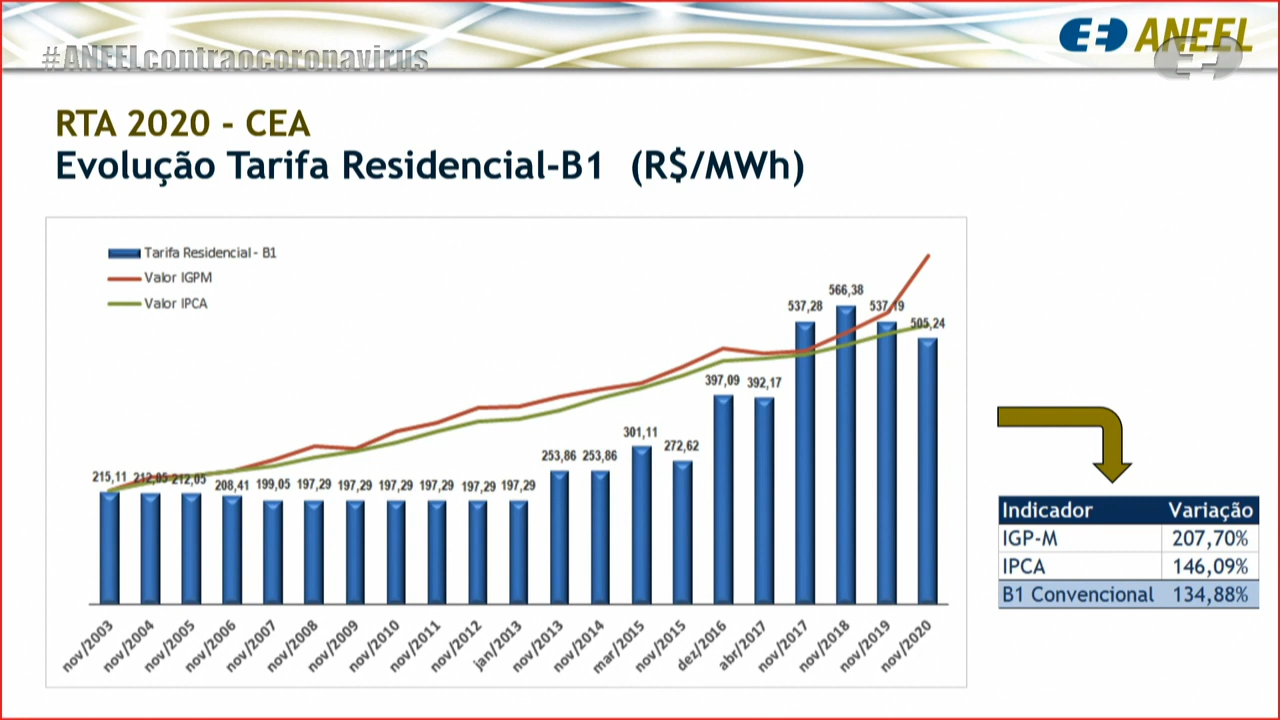 #ANEELcontraocoronavirus
ANEEL
RTA 2020 - CEA
Evolução Tarifa Residencial-B1 (R$/MWh)
Tarifa Residencial - B1
Valor IGPM
Valor IPCA
215,11 212,05 212,05 208,41 199,05 197,29 197,29 197,29 197,29 197,29 197,29 253,86 253,86 301,11 272,62 397,09 392,17 537,28 566,38 537,19 505,24
nov/2003 nov/2004 nov/2005 nov/2006 nov/2007 nov/2008 nov/2009 nov/2010 nov/2011 nov/2012 jan/2013 nov/2013 nov/2014 mar/2015 nov/2015 dez/2016 abr/2017 nov/2017 nov/2018 nov/2019 nov/2020
Indicador Variação
IGP-M 207,70%
IPCA 146,09%
B1 Convencional 134,88%